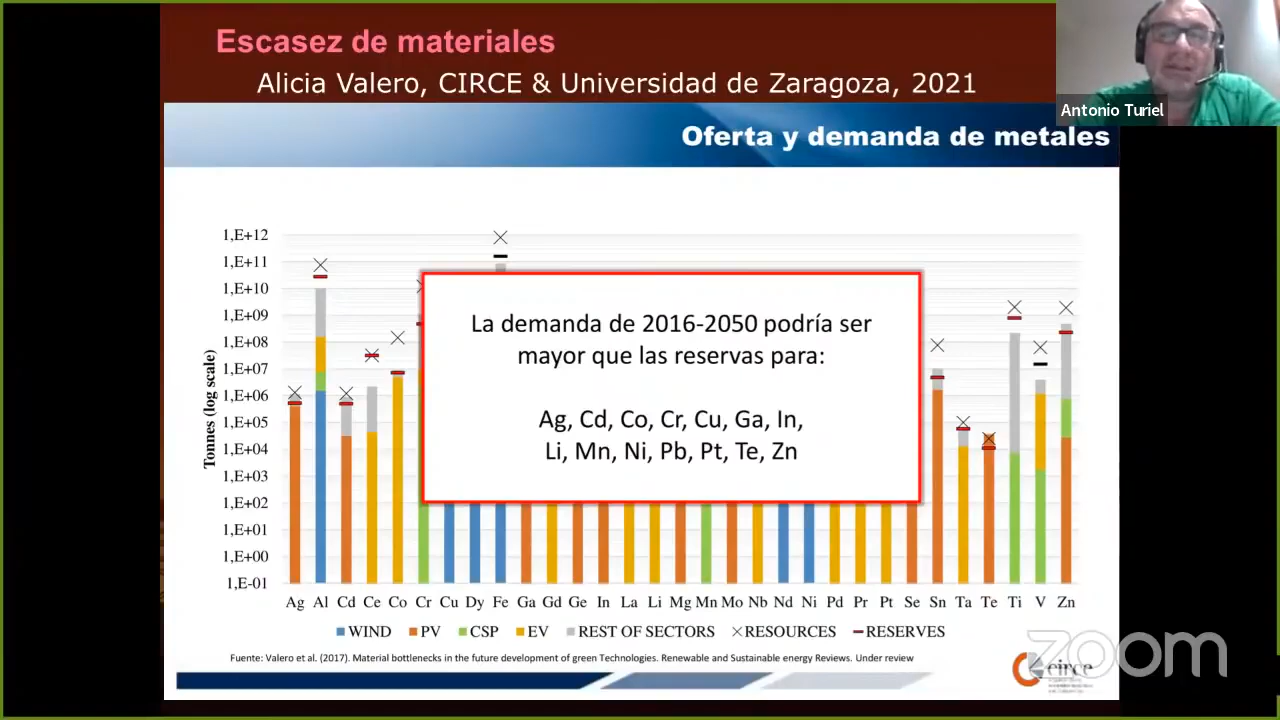 Escasez de materiales
Alicia Valero, CIRCE & Universidad de Zaragoza, 2021
Antonio Turiel
Oferta y demanda de metales
1,E+12
1,E+11
1,E+10
1,E+09
1,E+08
1,E+07
1,E+06
1,E+05
1,E+04
1,E+03
1,E+02
1,E+01
1,E+00
1,E-01
Tonnes (log scale)
La demanda de 2016-2050 podría ser
mayor que las reservas para:
Ag, Cd, Co, Cr, Cu, Ga, In,
Li, Mn, Ni, Pb, Pt, Te, Zn
Ag Al Cd Ce Co Cr Cu Dy Fe Ga Gd Ge In La Li Mg Mn Mo Nb Nd Ni Pd Pr Pt Se Sn Ta Te Ti V Zn
WIND PV CSP EV REST OF SECTORS RESOURCES RESERVES
Fuente: Valero et al. (2017). Material bottlenecks in the future development of green Technologies. Renewable and Sustainable energy Reviews. Under review
circe
zoom